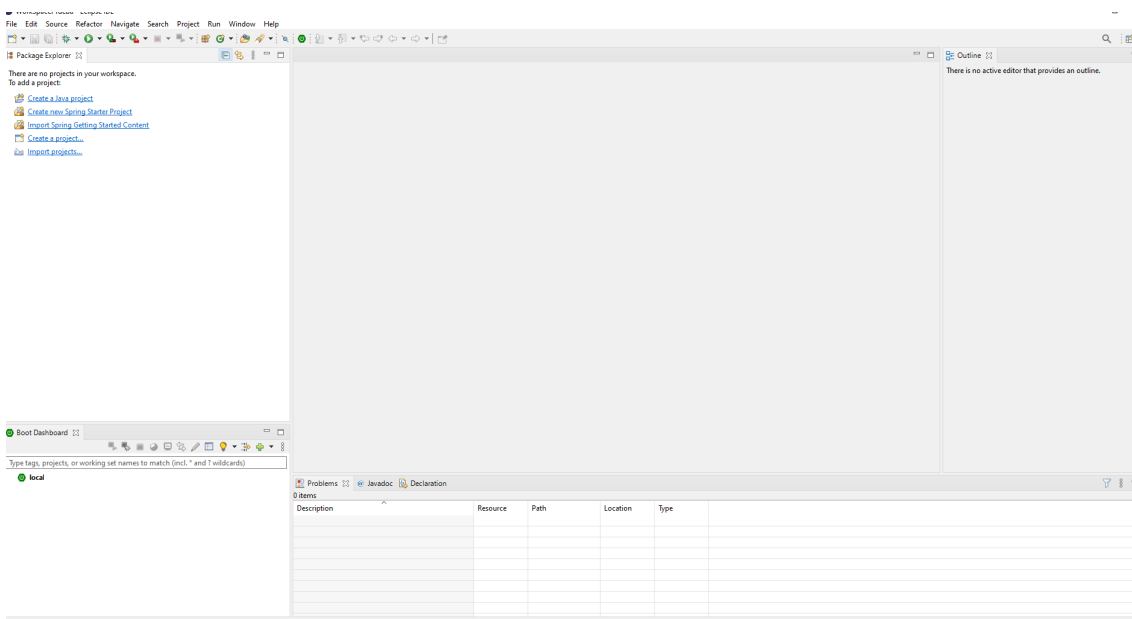 File Edit Source Refactor Navigate Search Project Run Window Help
Package Explorer
There are no projects in your workspace.
To add a project:
Create a Java project
Create new Spring Starter Project
Import Spring Getting Started Content
Create a project...
Import projects...
Outline
There is no active editor that provides an outline.
Boot Dashboard
Type tags, projects, or working set names to match (incl. * and ? wildcards)
local
Problems Javadoc Declaration
0 items
Description Resource Path Location Type